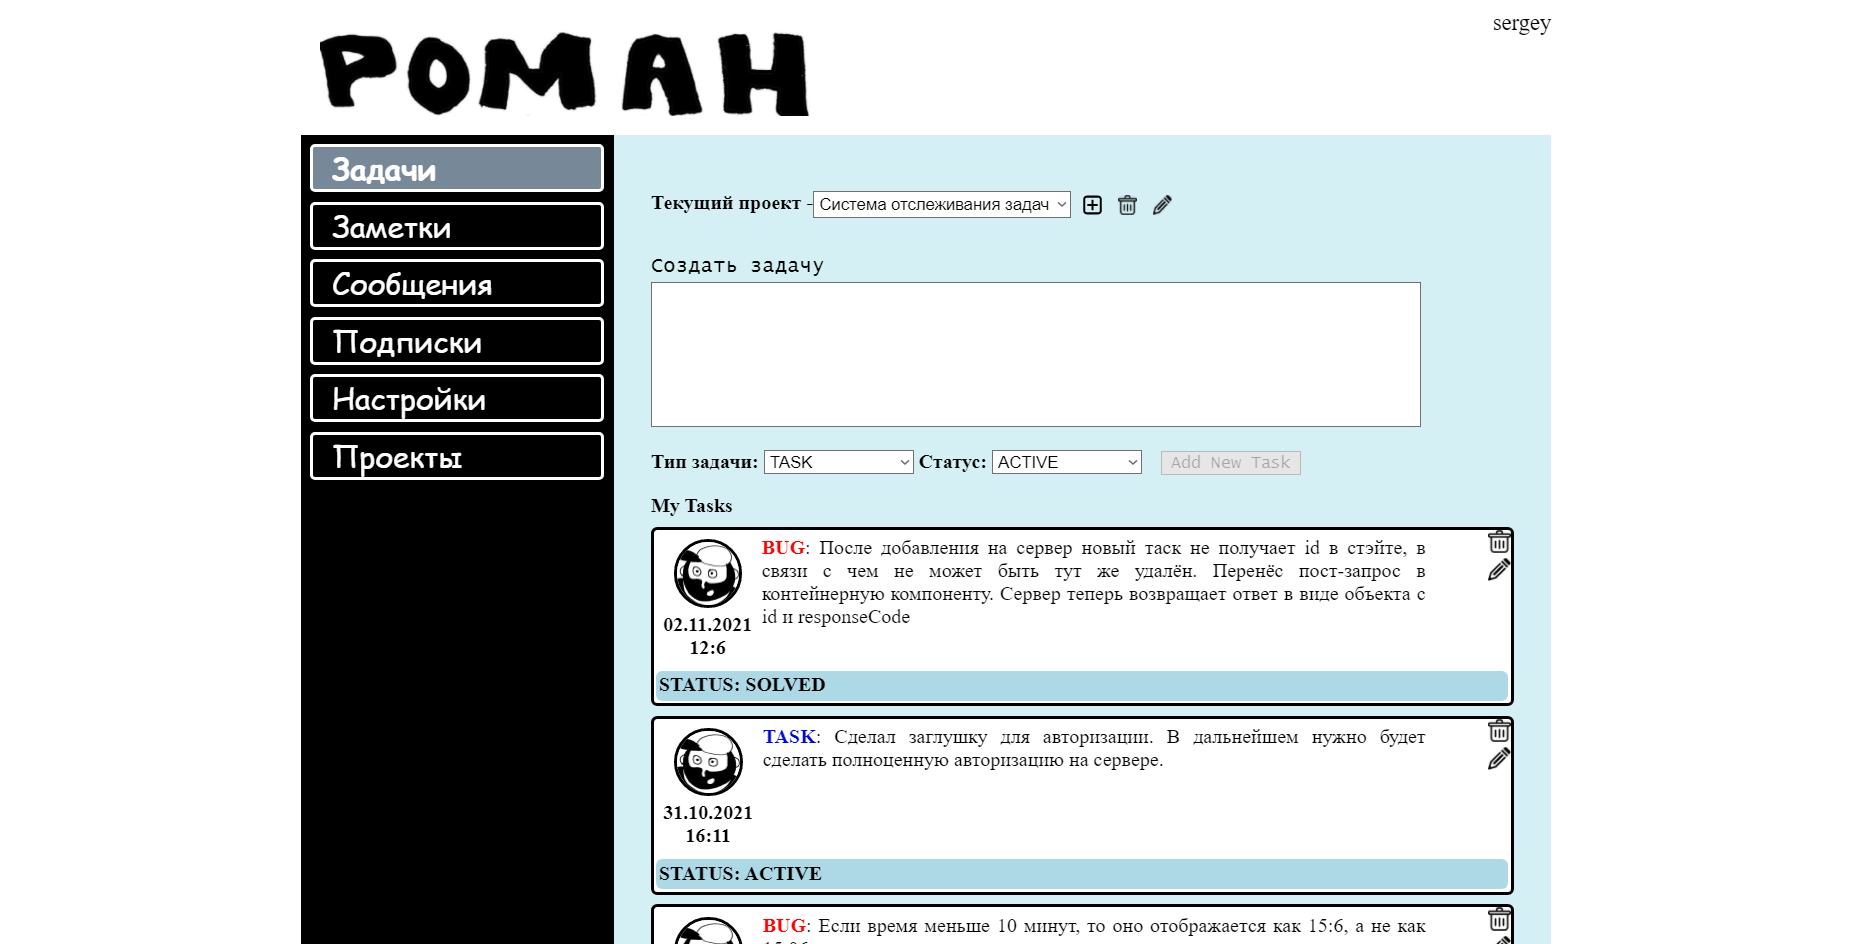 РОМАН
sergey
Задачи
Заметки
Сообщения
Подписки
Настройки
Проекты
Текущий проект - Система отслеживания задач
Создать задачу
Тип задачи: TASK Статус: ACTIVE Add New Task
My Tasks
BUG: После добавления на сервер новый таск не получает id в стэйте, в
связи с чем не может быть тут же удалён. Перенёс пост-запрос в
контейнерную компоненту. Сервер теперь возвращает ответ в виде объекта с
id и responseCode
02.11.2021
12:6
STATUS: SOLVED
TASK: Сделал заглушку для авторизации. В дальнейшем нужно будет
сделать полноценную авторизацию на сервере.
31.10.2021
16:11
STATUS: ACTIVE
BUG: Если время меньше 10 минут, то оно отображается как 15:6, а не как